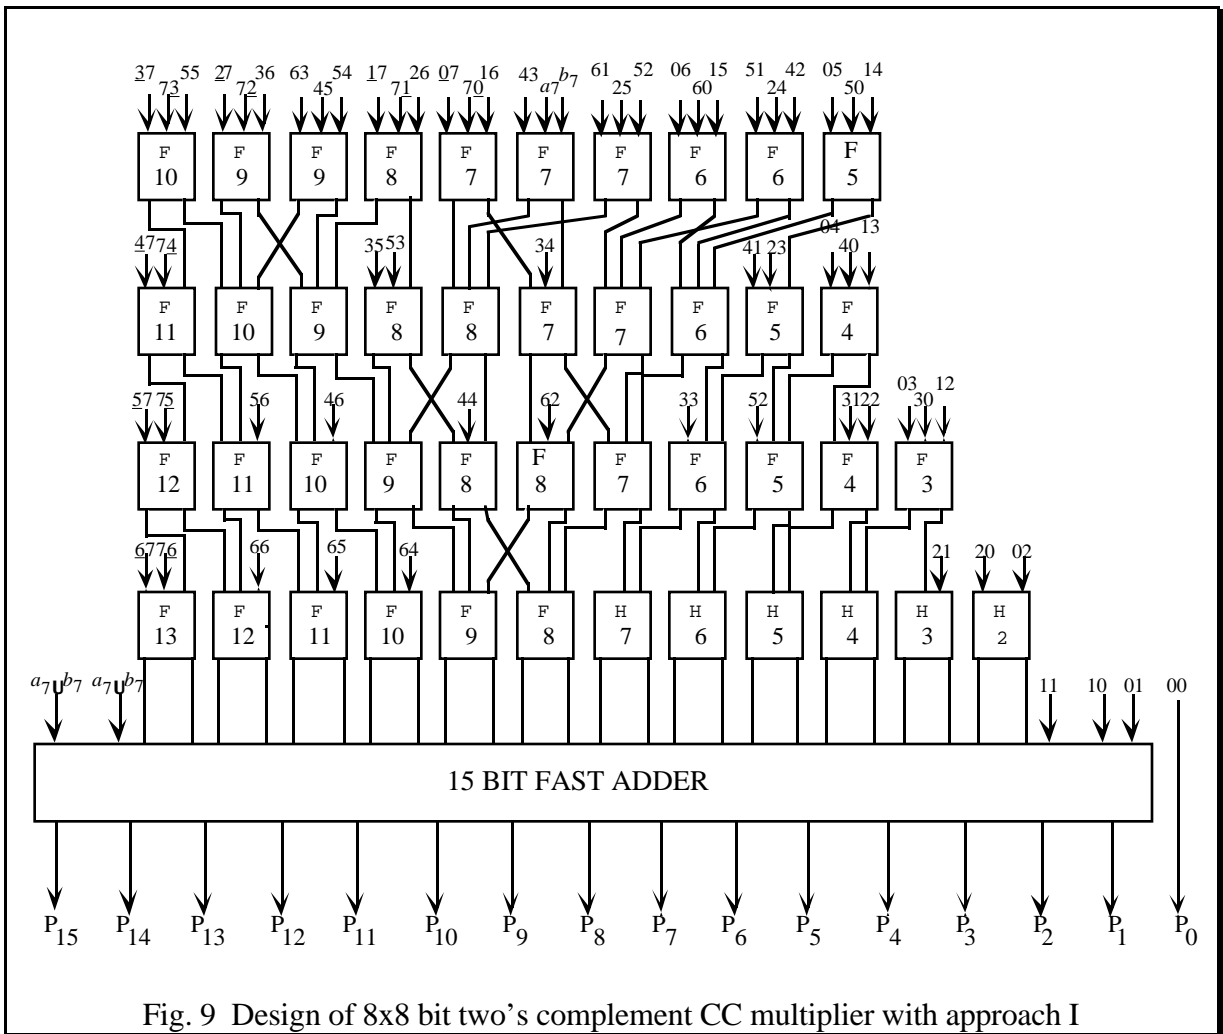 37 55 27 36 63 54 17 26 07 16 43 a7 b7 61 52 06 15 51 42 05 14
73 72 45 71 70 25 60 24 50
F F F F F F F F F F
10 9 9 8 7 7 7 6 6 5
04 13
47 74 35 53 34 41 23 40
F F F F F F F F F F
11 10 9 8 8 7 7 6 5 4
03 12
57 75 56 46 44 62 33 52 31 22 30
F F F F F F F F F F F
12 11 10 9 8 8 7 6 5 4 3
67 76 66 65 64 21 20 02
F F F F F F H H H H H H
13 12 11 10 9 8 7 6 5 4 3 2
a7 U b7 a7 U b7 11 10 01 00
15 BIT FAST ADDER
P15 P14 P13 P12 P11 P10 P9 P8 P7 P6 P5 P4 P3 P2 P1 P0
Fig. 9 Design of 8x8 bit two's complement CC multiplier with approach I